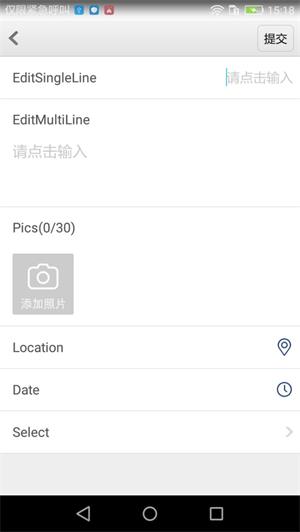 仅限紧急呼叫
15:18
提交
EditSingleLine 请点击输入
EditMultiLine
请点击输入
Pics(0/30)
添加照片
Location
Date
Select